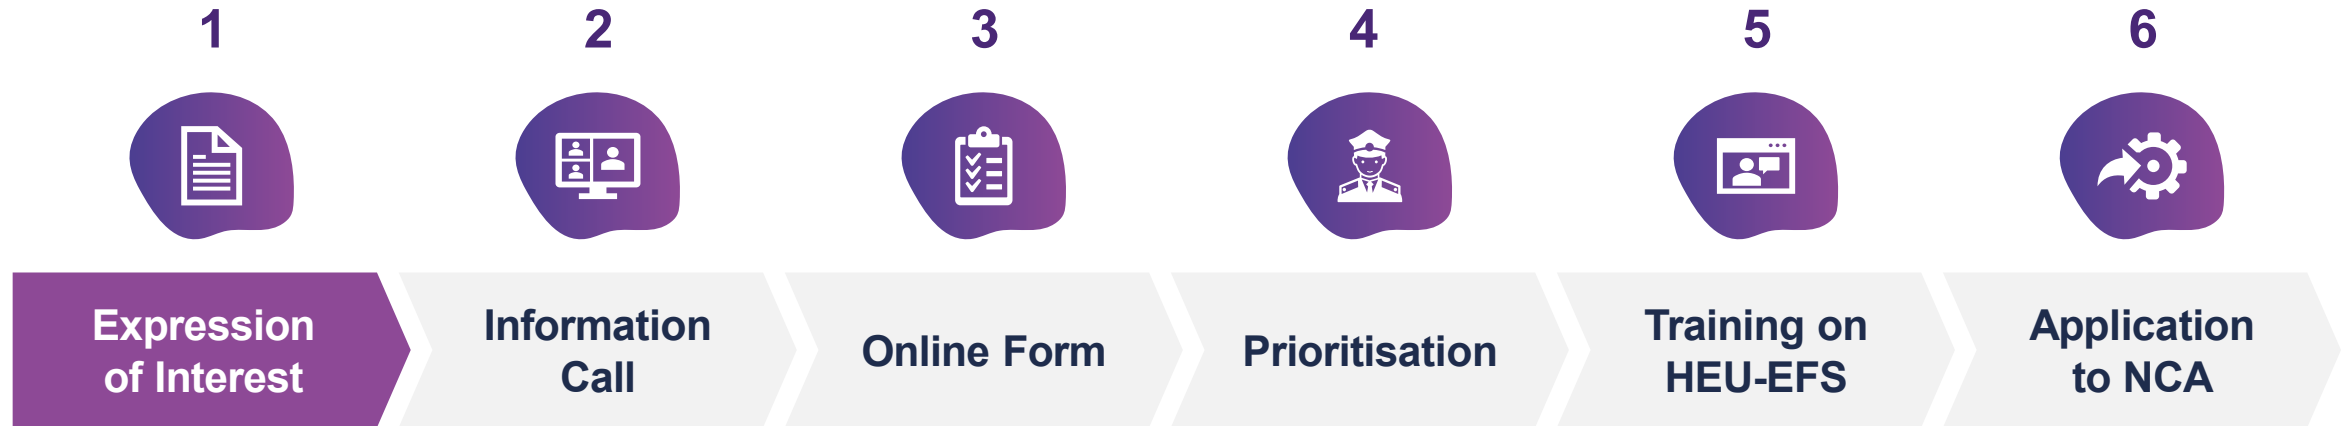 1
2
3
4
5
6
Expression
of Interest
Information
Call
Online Form
Prioritisation
Training on
HEU-EFS
Application
to NCA